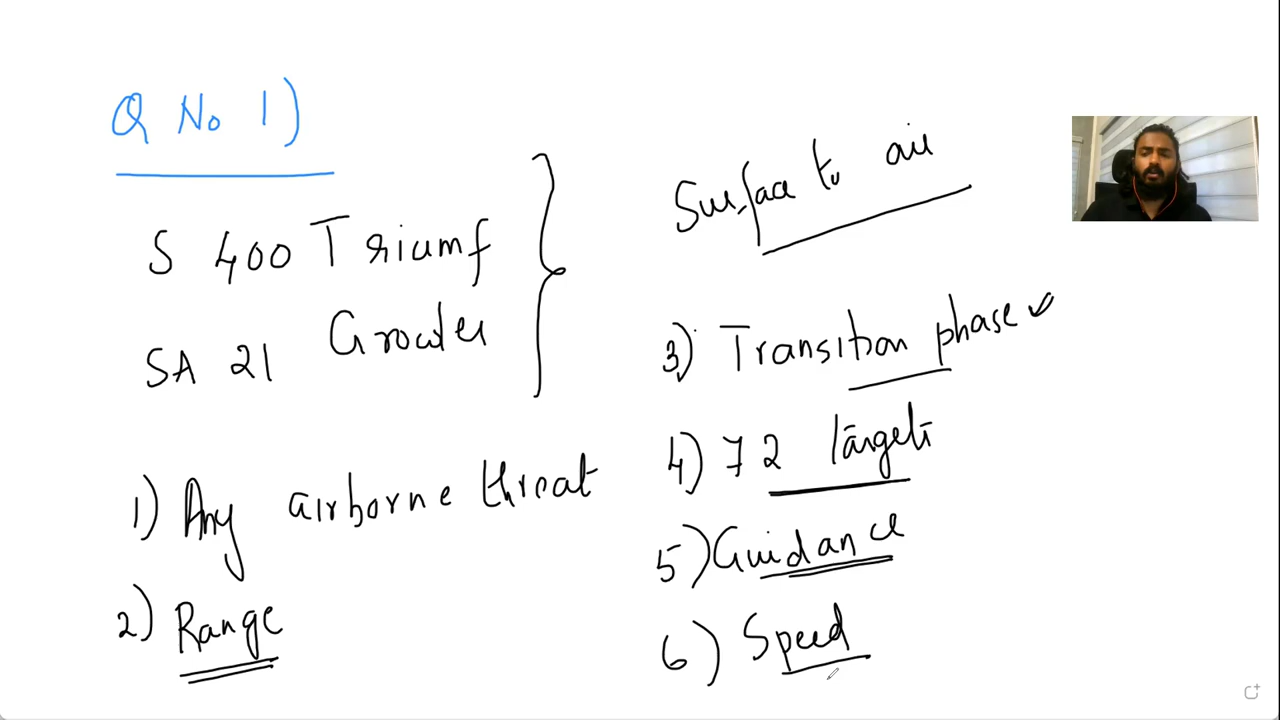 Q No 1)
S 400 Triumf
SA 21 Growler
1) Any airborne threat
2) Range
Surface to air
3) Transition phase
4) 72 targets
5) Guidance
6) Speed